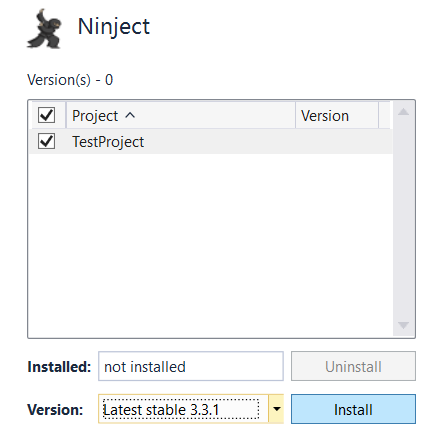 Ninject
Version(s) - 0
Project Version
TestProject
Installed: not installed Uninstall
Version: Latest stable 3.3.1 Install